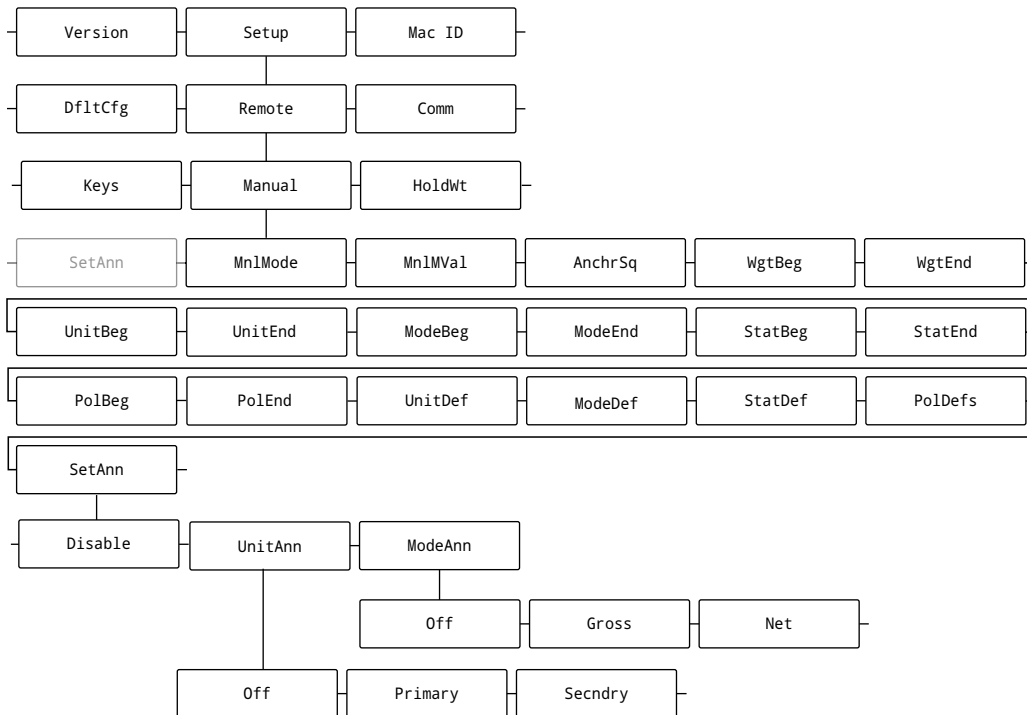 Version Setup Mac ID
DfltCfg Remote Comm
Keys Manual HoldWt
SetAnn MnlMode MnlMVal AnchrSq WgtBeg WgtEnd
UnitBeg UnitEnd ModeBeg ModeEnd StatBeg StatEnd
PolBeg PolEnd UnitDef ModeDef StatDef PolDefs
SetAnn
Disable UnitAnn ModeAnn
Off Gross Net
Off Primary Secndry